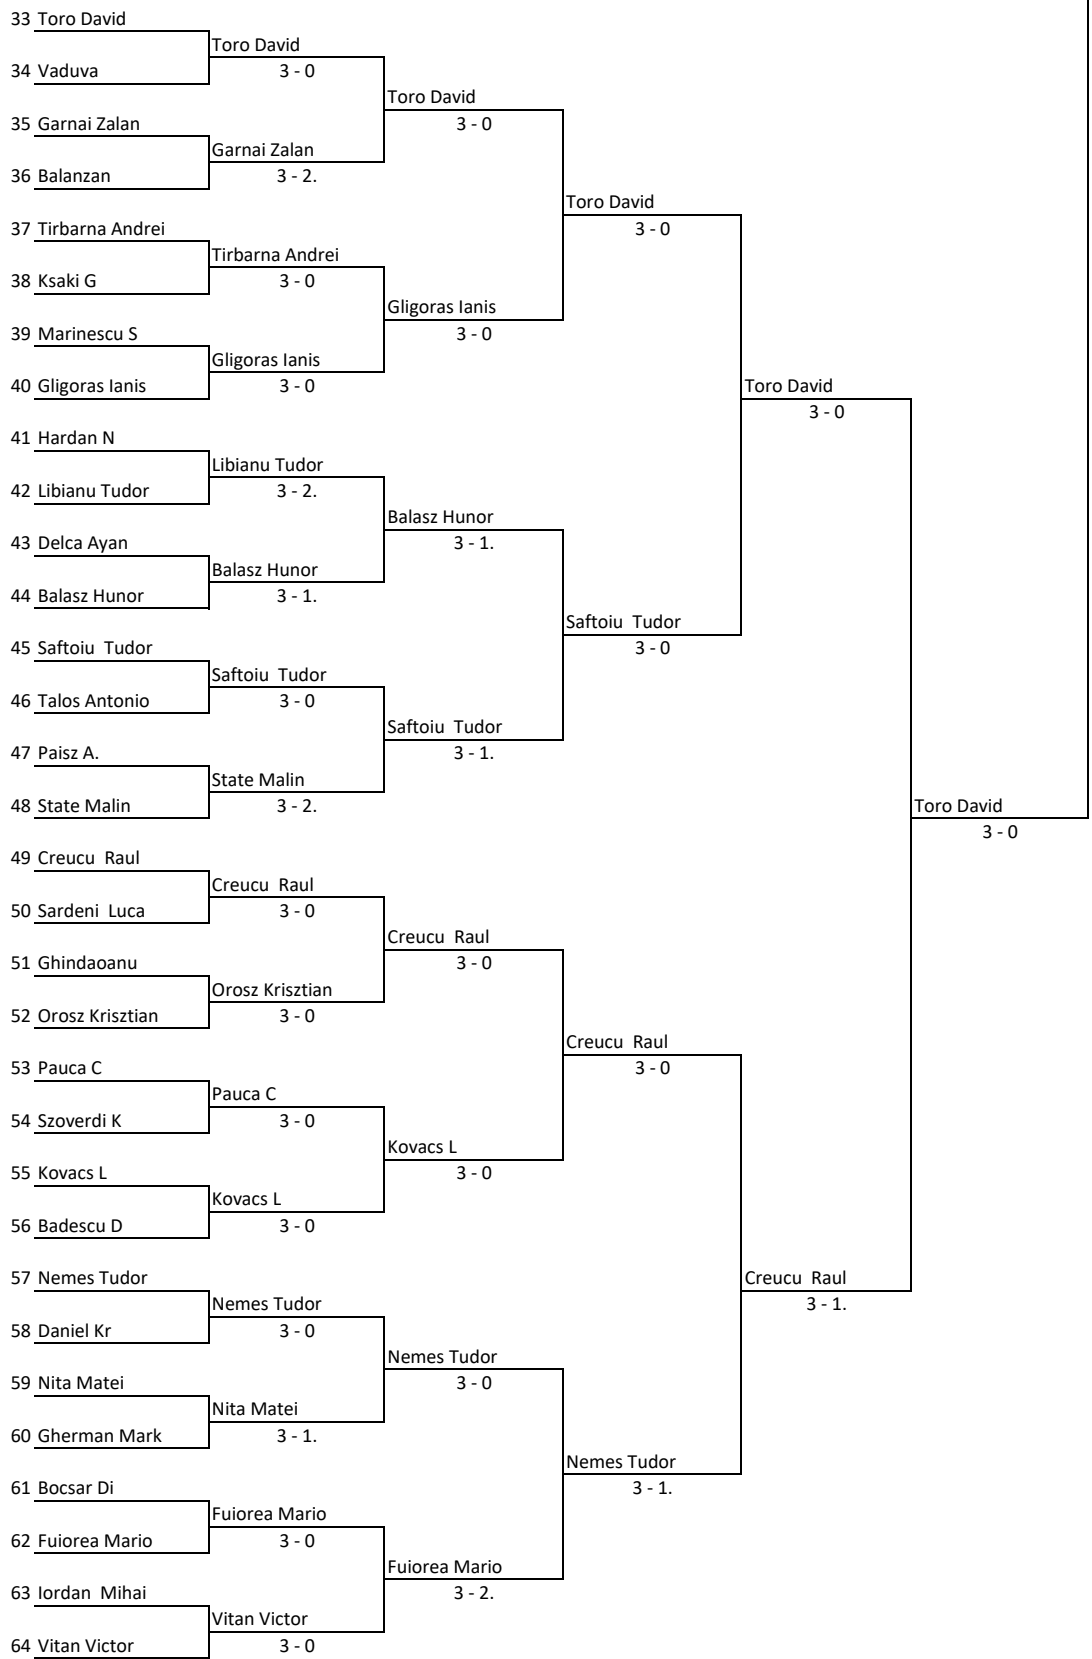 33 Toro David
Toro David
34 Vaduva
3 - 0
Toro David
35 Garnai Zalan
3 - 0
Garnai Zalan
36 Balanzan
3 - 2.
Toro David
37 Tirbarna Andrei
3 - 0
Tirbarna Andrei
38 Ksaki G
3 - 0
Gligoras Ianis
39 Marinescu S
3 - 0
Gligoras Ianis
40 Gligoras Ianis
3 - 0
Toro David
3 - 0
41 Hardan N
Libianu Tudor
42 Libianu Tudor
3 - 2.
Balasz Hunor
43 Delca Ayan
3 - 1.
Balasz Hunor
44 Balasz Hunor
3 - 1.
Saftoiu  Tudor
45 Saftoiu  Tudor
3 - 0
Saftoiu  Tudor
46 Talos Antonio
3 - 0
Saftoiu  Tudor
47 Paisz A.
3 - 1.
State Malin
48 State Malin
3 - 2.
Toro David
3 - 0
49 Creucu  Raul
Creucu  Raul
50 Sardeni  Luca
3 - 0
Creucu  Raul
51 Ghindaoanu
3 - 0
Orosz Krisztian
52 Orosz Krisztian
3 - 0
Creucu  Raul
53 Pauca C
3 - 0
Pauca C
54 Szoverdi K
3 - 0
Kovacs L
55 Kovacs L
3 - 0
Kovacs L
56 Badescu D
3 - 0
57 Nemes Tudor
Creucu  Raul
Nemes Tudor
3 - 1.
58 Daniel Kr
3 - 0
Nemes Tudor
59 Nita Matei
3 - 0
Nita Matei
60 Gherman Mark
3 - 1.
Nemes Tudor
61 Bocsar Di
3 - 1.
Fuiorea Mario
62 Fuiorea Mario
3 - 0
Fuiorea Mario
63 Iordan  Mihai
3 - 2.
Vitan Victor
64 Vitan Victor
3 - 0